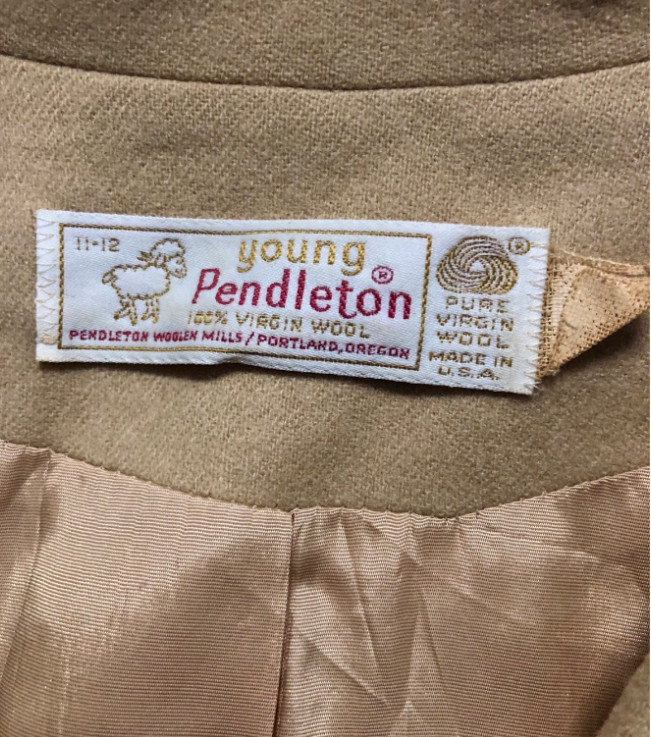 11-12
young
Pendleton®
100% VIRGIN WOOL
PENDLETON WOOLEN MILLS / PORTLAND, OREGON
®
PURE
VIRGIN
WOOL
MADE IN
U.S.A.